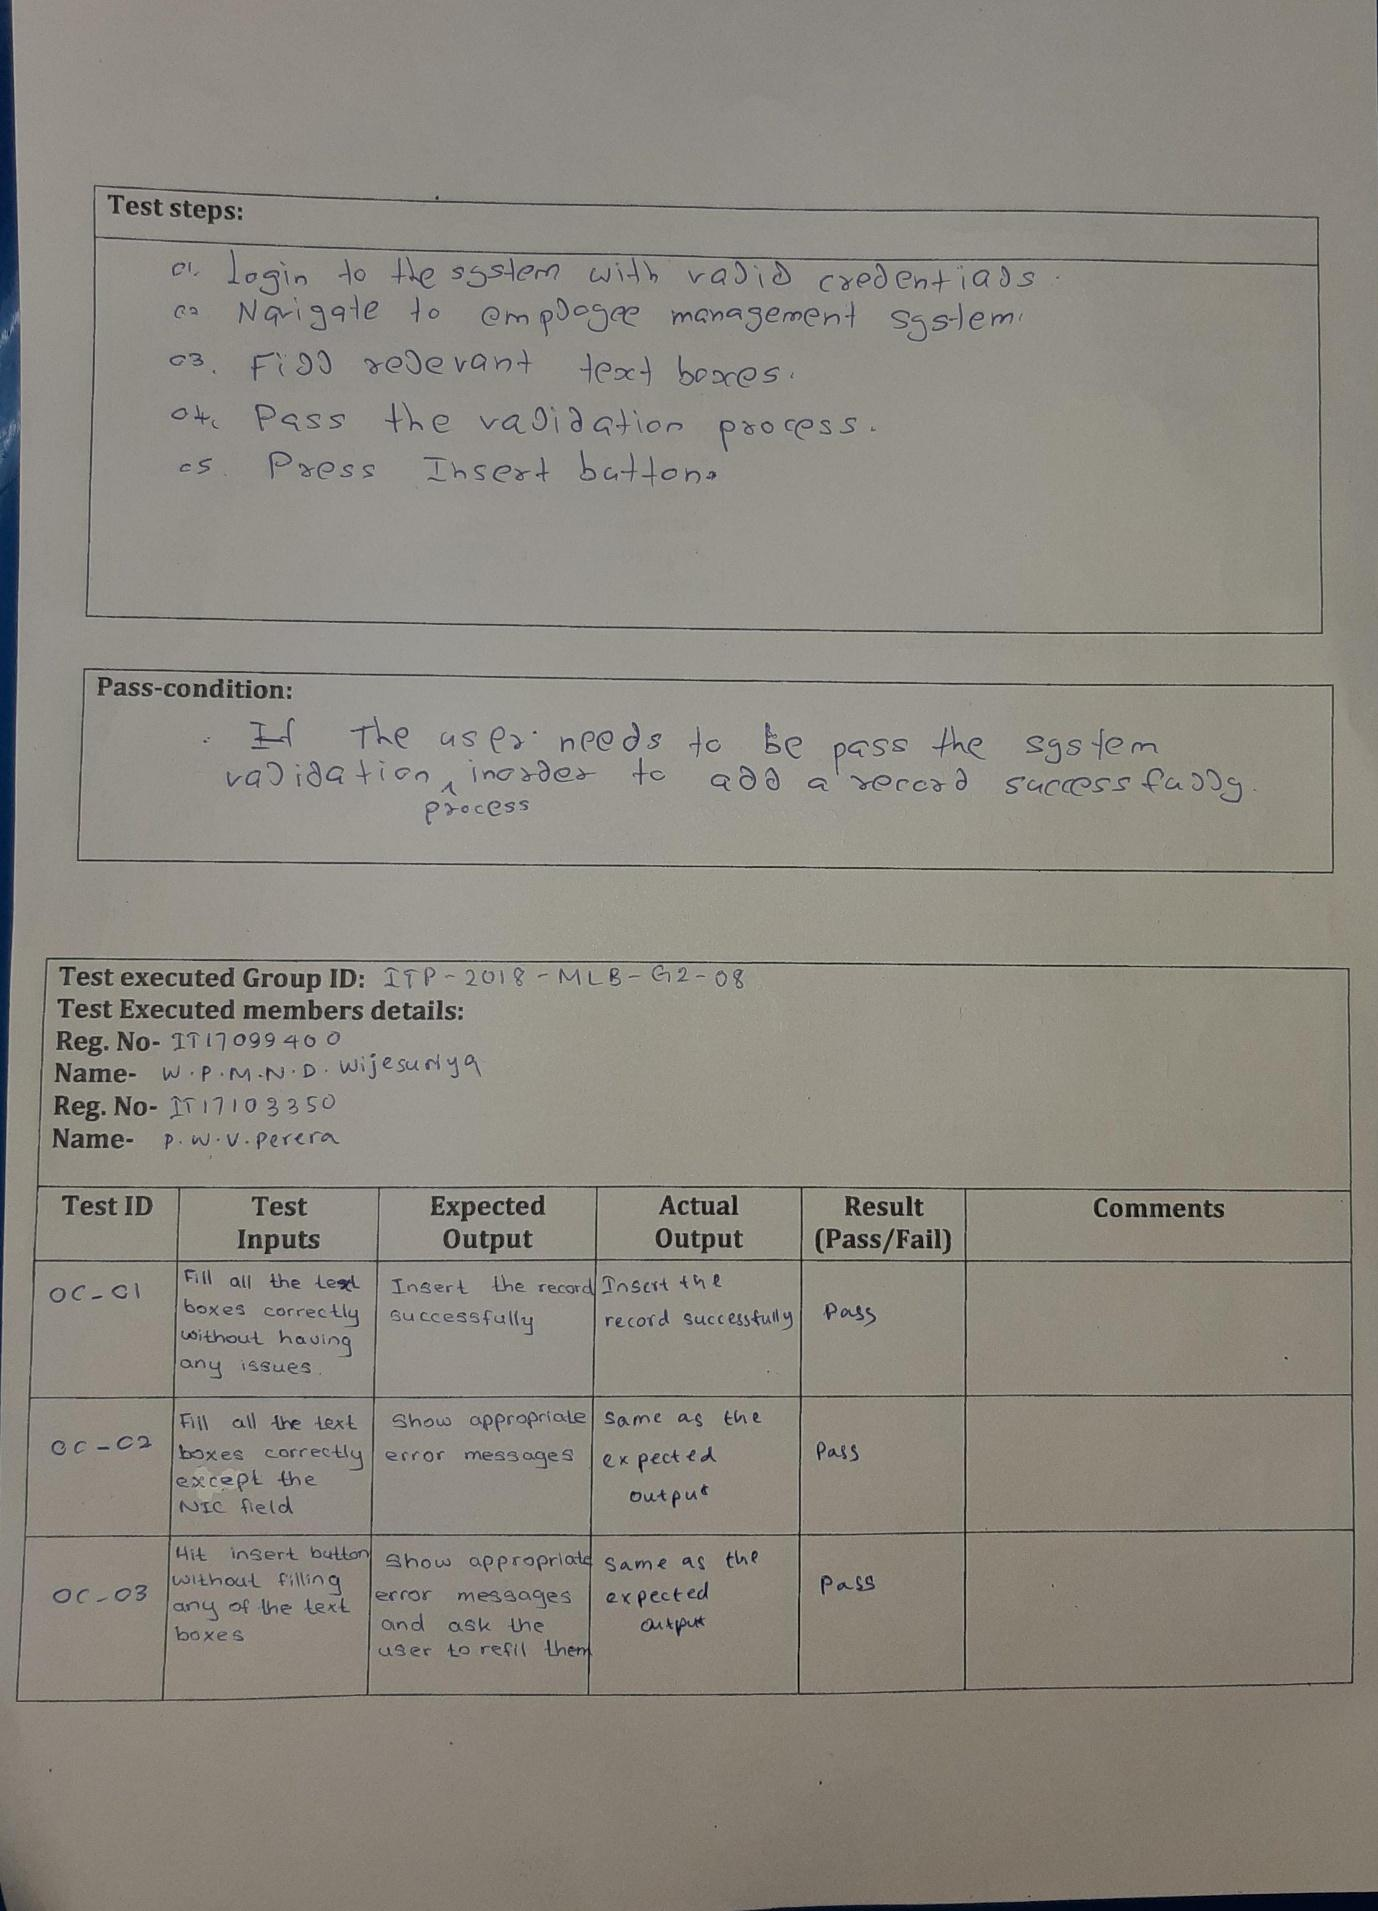 Test steps:
01. Login to the system with valid credentials.
02 Navigate to employee management system.
03. Fill relevant text boxes.
04. Pass the validation process.
05. Press Insert button.
Pass-condition:
. If The user needs to be pass the system
validation process inorder to add a record successfully.
Test executed Group ID: ITP-2018-MLB-G2-08
Test Executed members details:
Reg. No- IT17099400
Name- W.P.M.N.D. Wijesuriya
Reg. No- IT17103350
Name- P.W.V.Perera
Test ID
Test
Inputs
Expected
Output
Actual
Output
Result
(Pass/Fail)
Comments
OC-01
Fill all the text
boxes correctly
without having
any issues.
Insert the record
successfully
Insert the
record successfully
Pass
OC-02
Fill all the text
boxes correctly
except the
NIC field
Show appropriate
error messages
Same as the
expected
output
Pass
OC-03
Hit insert button
without filling
any of the text
boxes
Show appropriate
error messages
and ask the
user to refill them
Same as the
expected
output
Pass